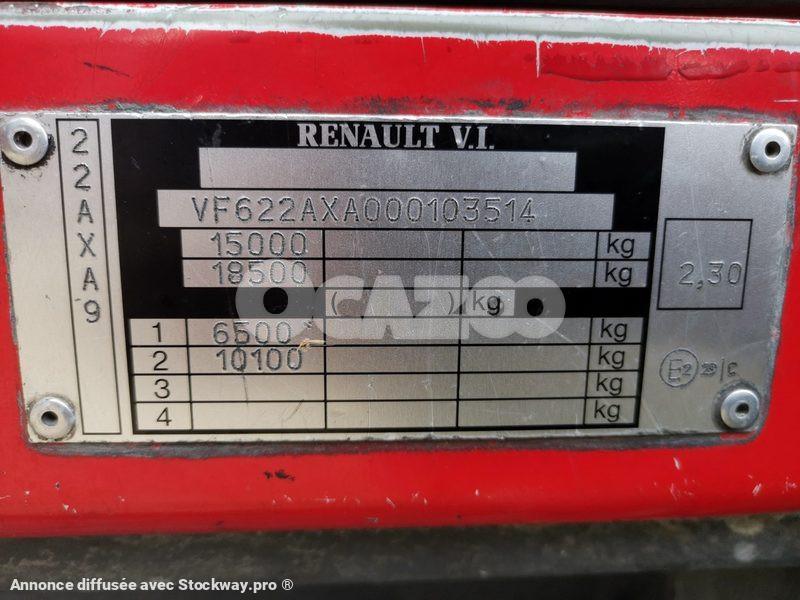 RENAULT V.I.
22AXA9
VF622AXA000103514
15000 kg
18500 kg
2,30
( ) kg
OCAZOO
1 6500 kg
2 10100 kg
3 kg
4 kg
E2 /C
Annonce diffusée avec Stockway.pro ®